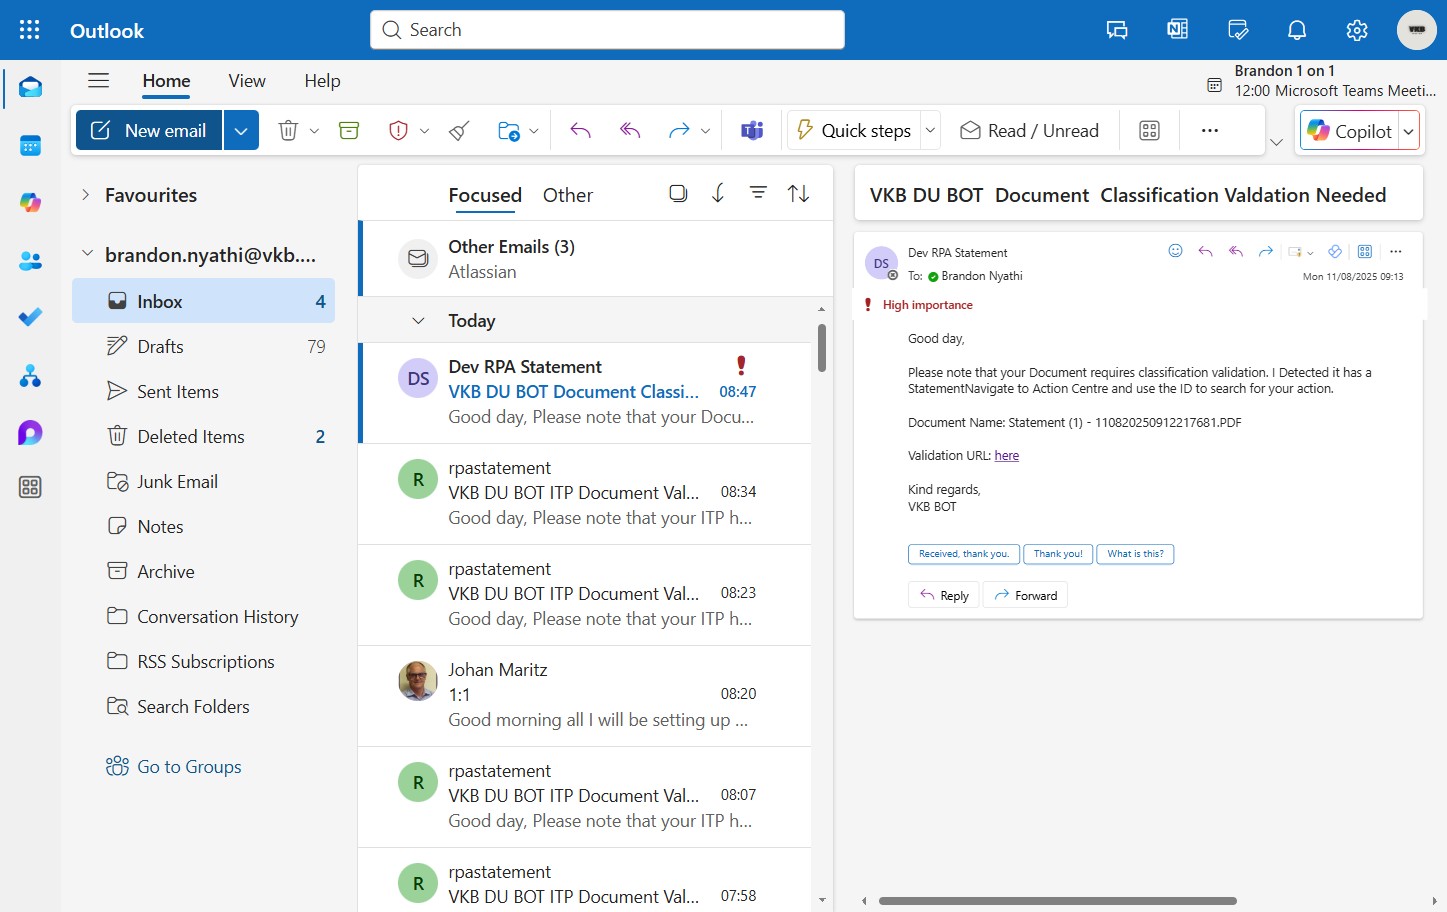 Outlook
Search
VKB
Home View Help
Brandon 1 on 1
12:00 Microsoft Teams Meeti...
New email
Quick steps
Read / Unread
Copilot
Favourites
brandon.nyathi@vkb....
Inbox 4
Drafts 79
Sent Items
Deleted Items 2
Junk Email
Notes
Archive
Conversation History
RSS Subscriptions
Search Folders
Go to Groups
Focused Other
Other Emails (3)
Atlassian
Today
DS
Dev RPA Statement
VKB DU BOT Document Classi... 08:47
Good day, Please note that your Docu...
R
rpastatement
VKB DU BOT ITP Document Val... 08:34
Good day, Please note that your ITP h...
R
rpastatement
VKB DU BOT ITP Document Val... 08:23
Good day, Please note that your ITP h...
Johan Maritz
1:1 08:20
Good morning all I will be setting up ...
R
rpastatement
VKB DU BOT ITP Document Val... 08:07
Good day, Please note that your ITP h...
R
rpastatement
VKB DU BOT ITP Document Val... 07:58
VKB DU BOT Document Classification Valdation Needed
DS
Dev RPA Statement
To: Brandon Nyathi
Mon 11/08/2025 09:13
High importance
Good day,
Please note that your Document requires classification validation. I Detected it has a
StatementNavigate to Action Centre and use the ID to search for your action.
Document Name: Statement (1) - 110820250912217681.PDF
Validation URL: here
Kind regards,
VKB BOT
Received, thank you. Thank you! What is this?
Reply Forward